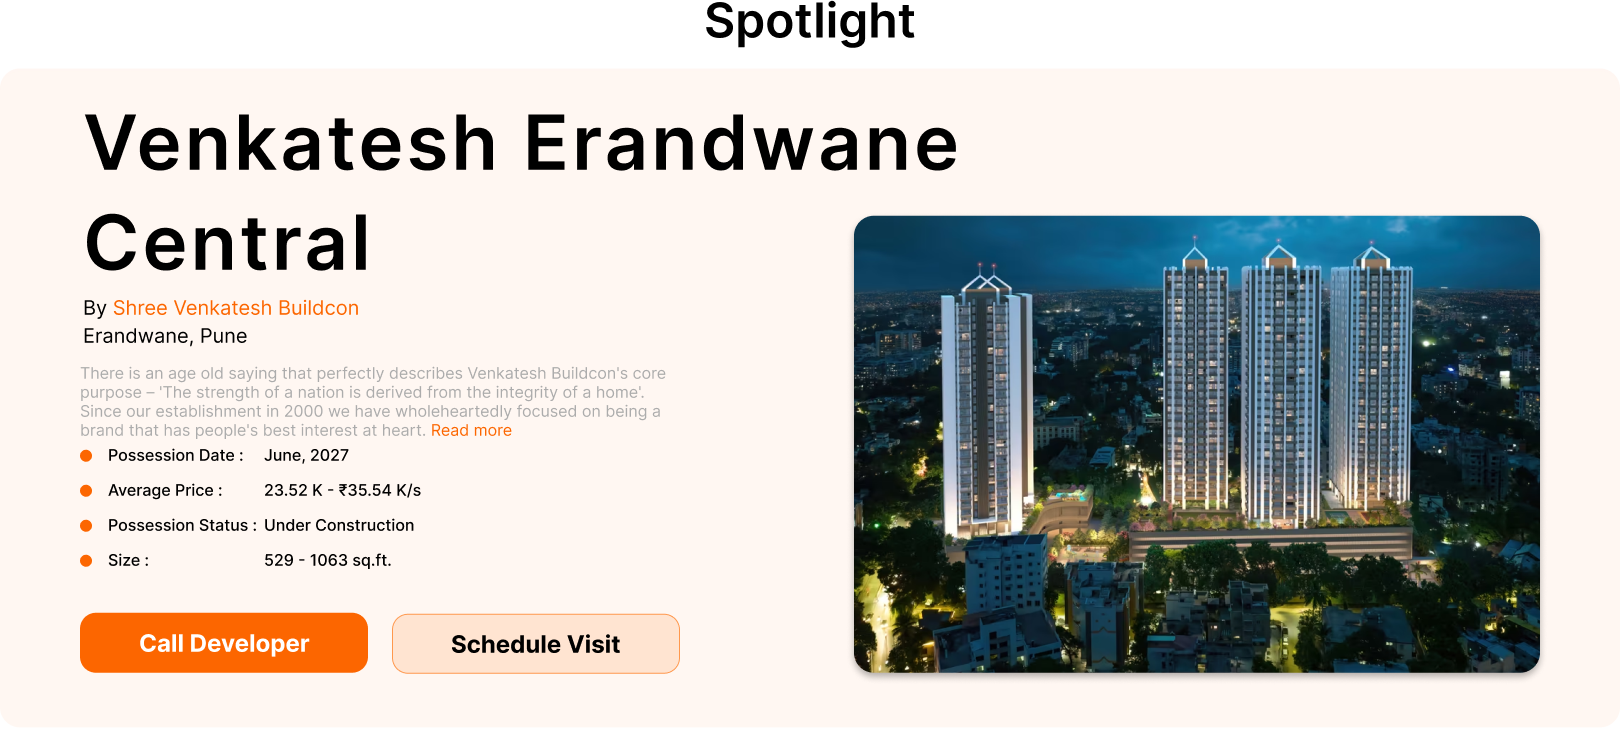 Spotlight
Venkatesh Erandwane
Central
By Shree Venkatesh Buildcon
Erandwane, Pune
There is an age old saying that perfectly describes Venkatesh Buildcon's core
purpose – 'The strength of a nation is derived from the integrity of a home'.
Since our establishment in 2000 we have wholeheartedly focused on being a
brand that has people's best interest at heart. Read more
Possession Date : June, 2027
Average Price : 23.52 K - ₹35.54 K/s
Possession Status : Under Construction
Size : 529 - 1063 sq.ft.
Call Developer Schedule Visit